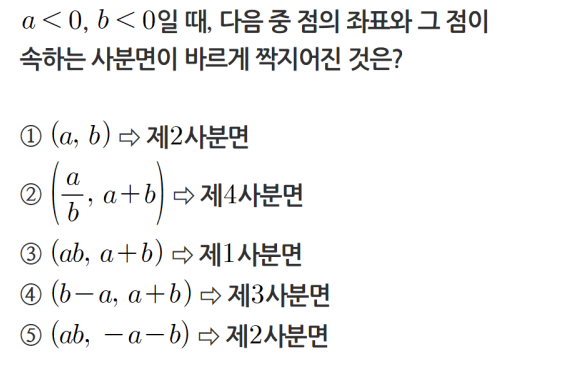 a < 0, b < 0일 때, 다음 중 점의 좌표와 그 점이
속하는 사분면이 바르게 짝지어진 것은?
① (a, b) ⇨ 제2사분면
② (a/b, a+b) ⇨ 제4사분면
③ (ab, a+b) ⇨ 제1사분면
④ (b-a, a+b) ⇨ 제3사분면
⑤ (ab, -a-b) ⇨ 제2사분면